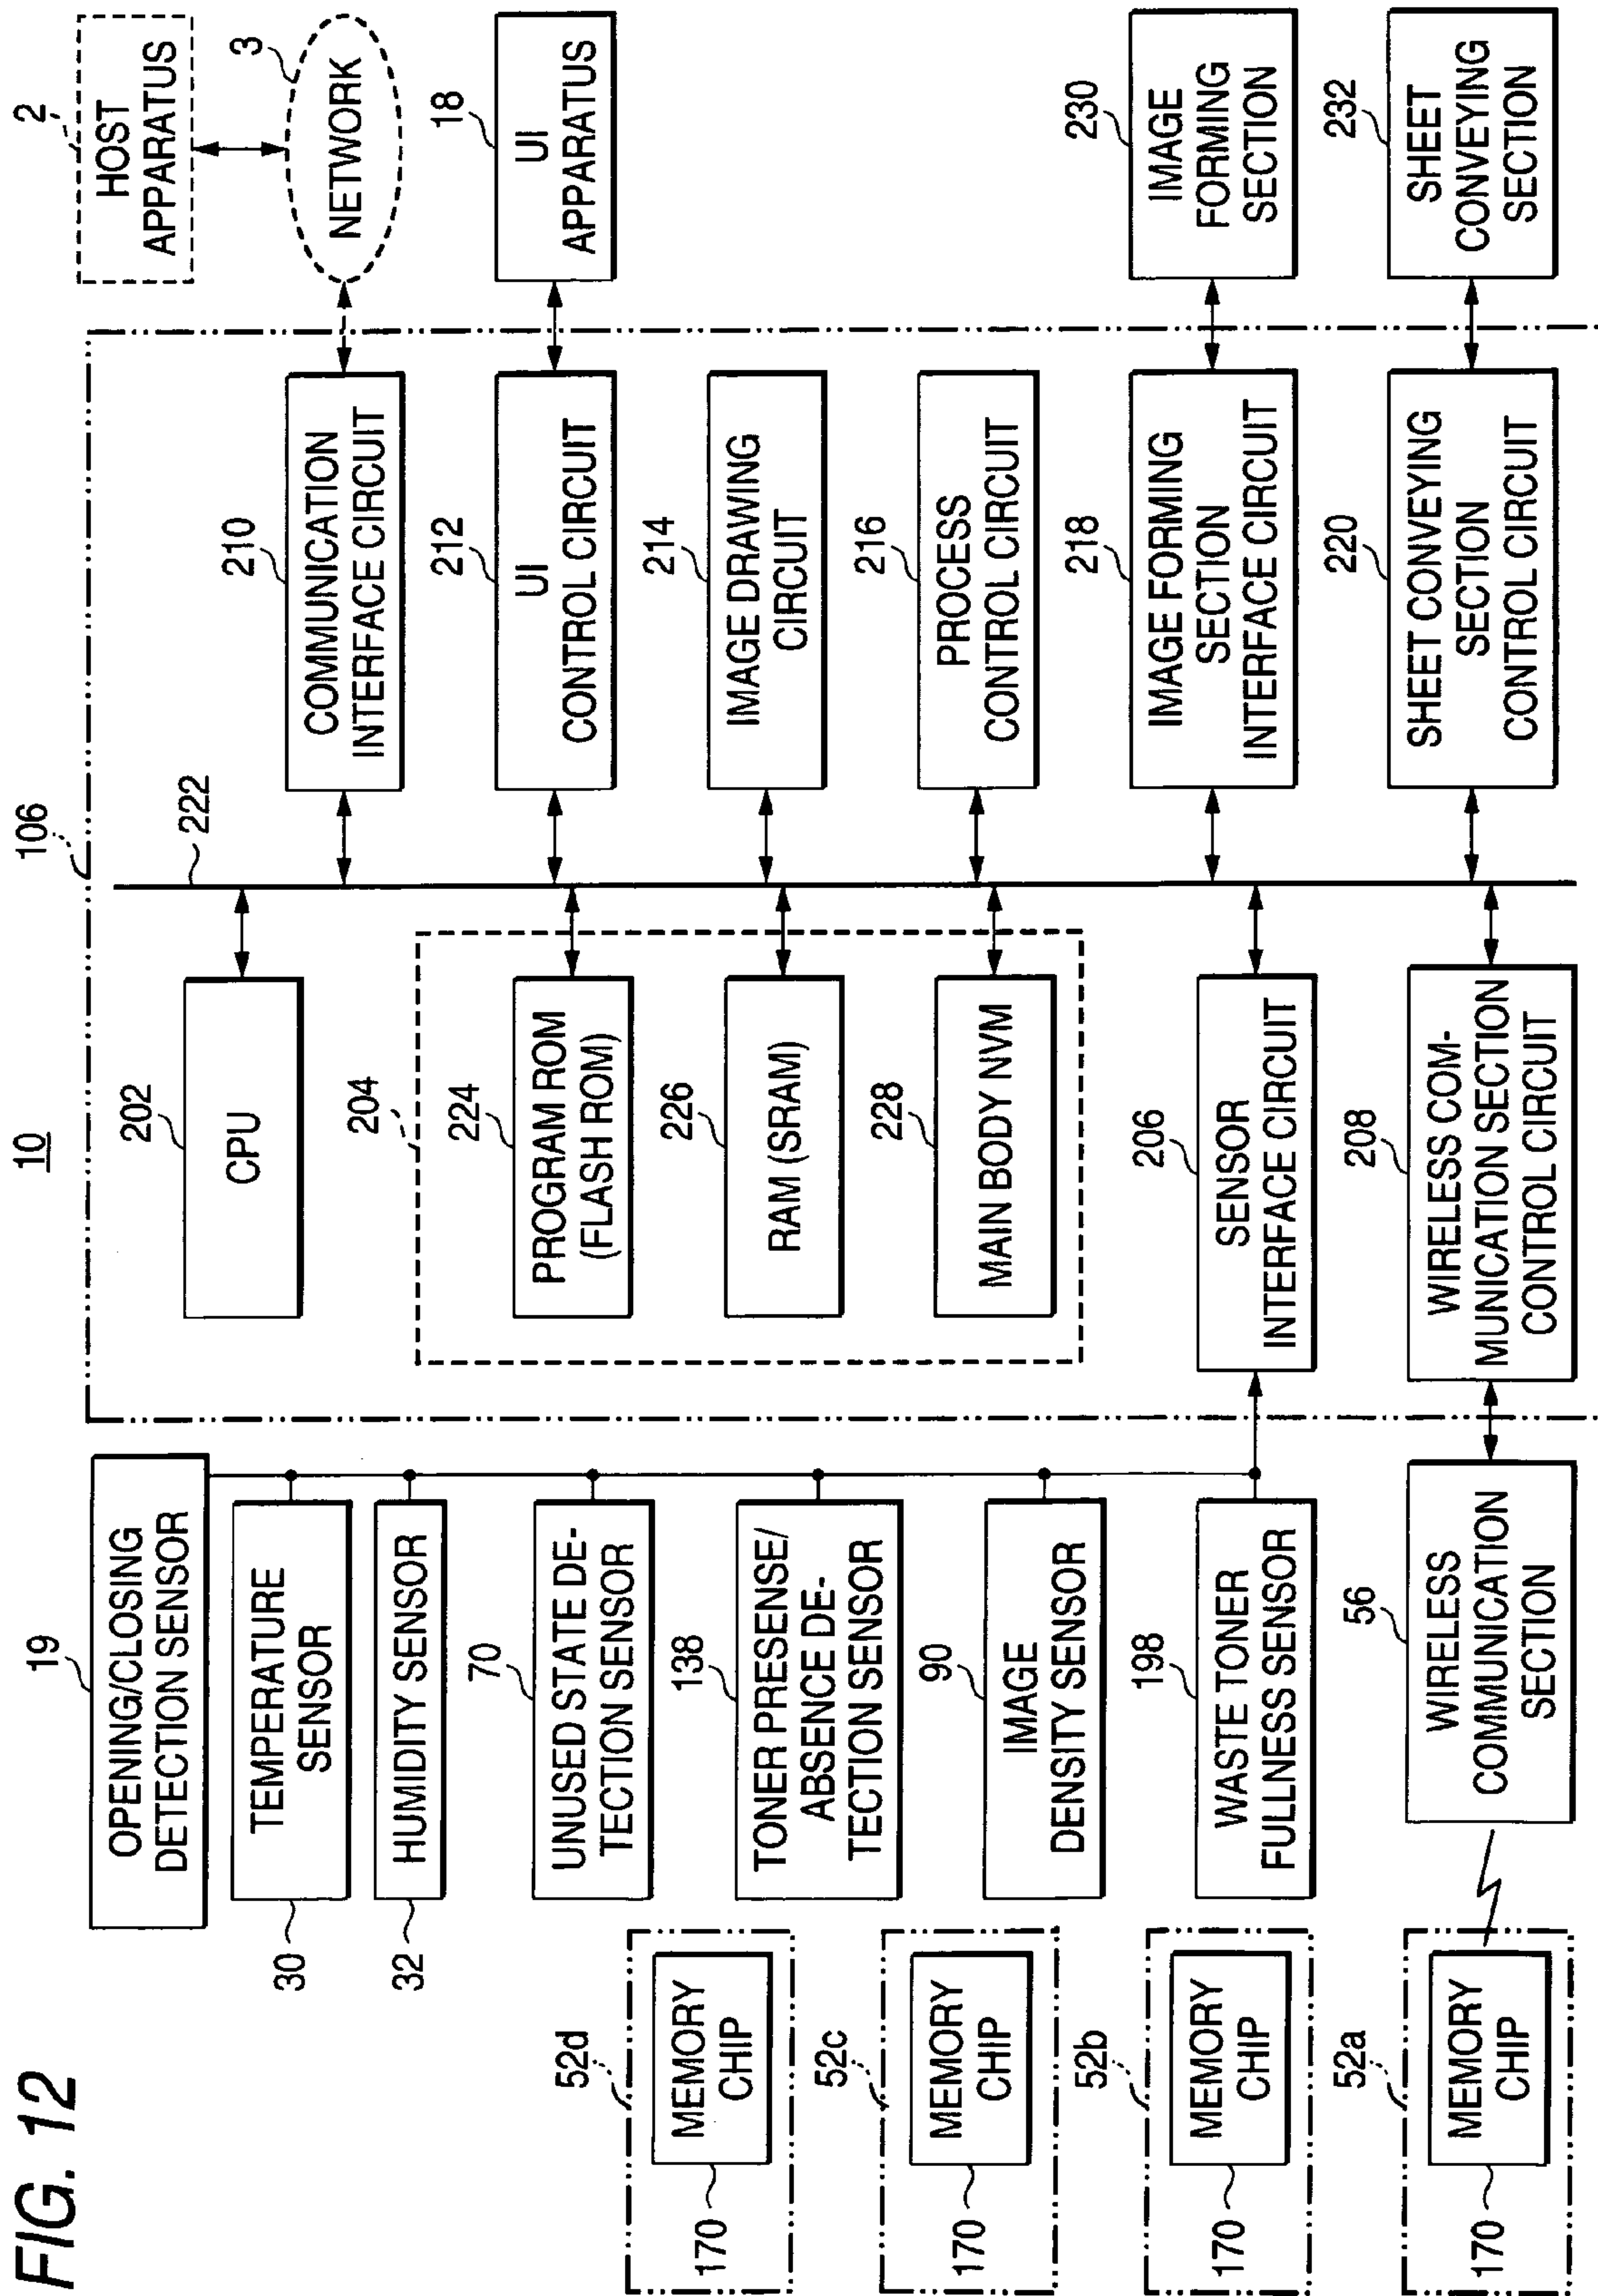 FIG. 12
10
106
2
HOST
APPARATUS
3
NETWORK
19
OPENING/CLOSING
DETECTION SENSOR
202
CPU
222
210
COMMUNICATION
INTERFACE CIRCUIT
30
TEMPERATURE
SENSOR
32
HUMIDITY SENSOR
204
18
UI
APPARATUS
212
UI
CONTROL CIRCUIT
224
PROGRAM ROM
(FLASH ROM)
70
UNUSED STATE DE-
TECTION SENSOR
52d
MEMORY
CHIP
170
226
RAM (SRAM)
214
IMAGE DRAWING
CIRCUIT
138
TONER PRESENSE/
ABSENCE DE-
TECTION SENSOR
52c
MEMORY
CHIP
170
228
MAIN BODY NVM
216
PROCESS
CONTROL CIRCUIT
90
IMAGE
DENSITY SENSOR
52b
MEMORY
CHIP
170
198
WASTE TONER
FULLNESS SENSOR
206
SENSOR
INTERFACE CIRCUIT
218
IMAGE FORMING
SECTION
INTERFACE CIRCUIT
230
IMAGE
FORMING
SECTION
52a
MEMORY
CHIP
170
56
WIRELESS
COMMUNICATION
SECTION
208
WIRELESS COM-
MUNICATION SECTION
CONTROL CIRCUIT
220
SHEET CONVEYING
SECTION
CONTROL CIRCUIT
232
SHEET
CONVEYING
SECTION